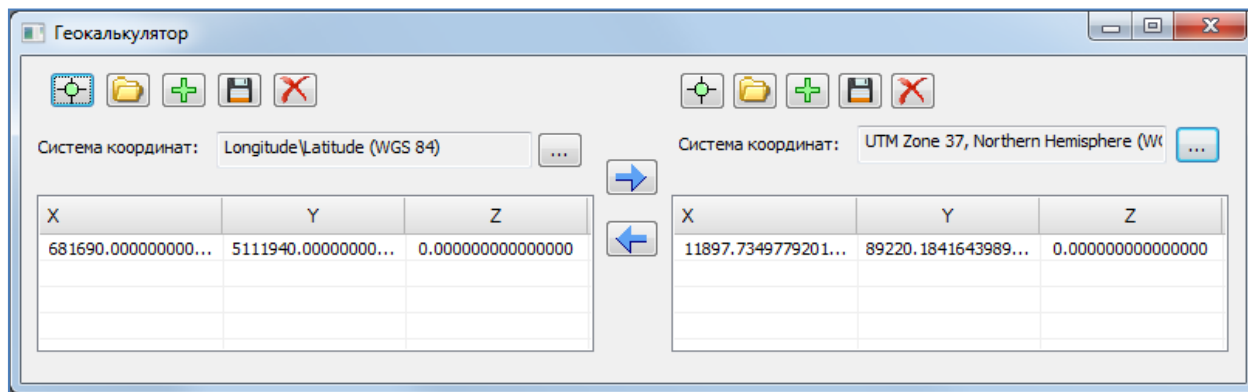 Геокалькулятор
Система координат: Longitude\Latitude (WGS 84) ...
Система координат: UTM Zone 37, Northern Hemisphere (W( ...
X Y Z
681690.000000000... 5111940.00000000... 0.000000000000000
X Y Z
11897.7349779201... 89220.1841643989... 0.000000000000000